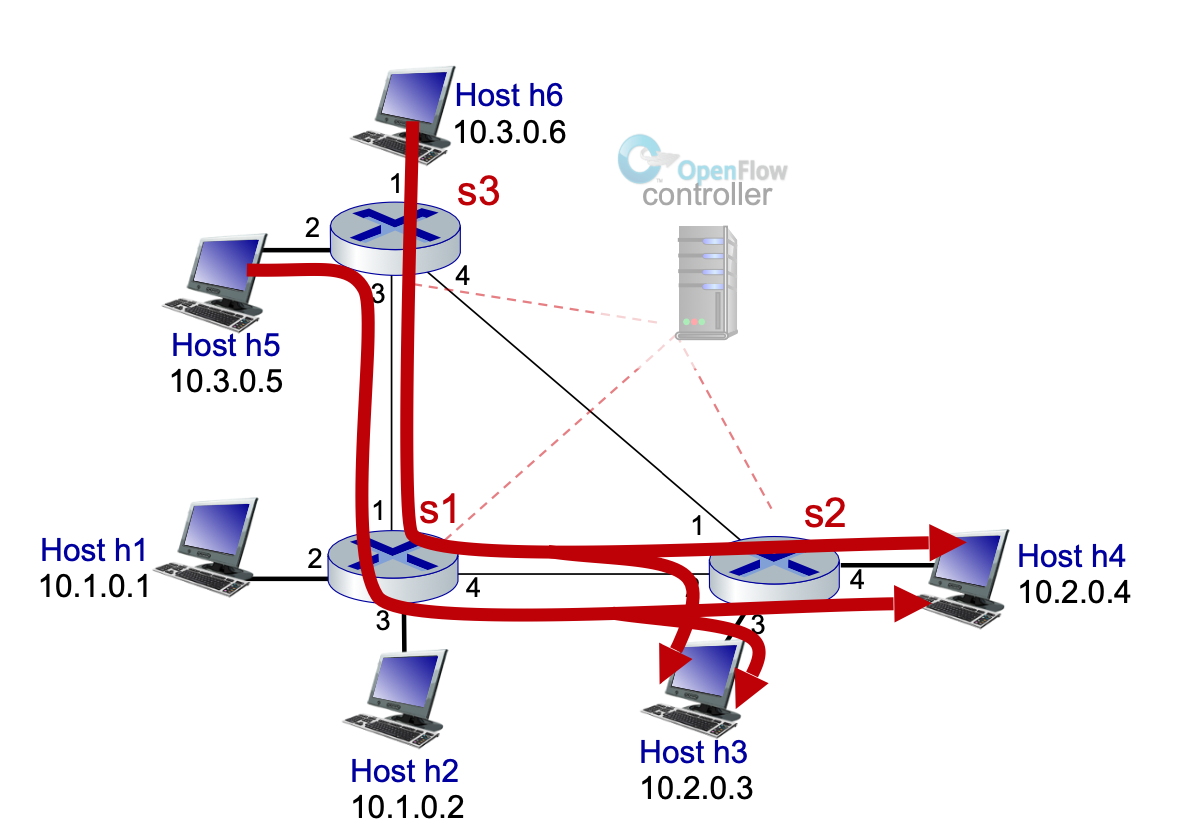 Host h6
10.3.0.6
OpenFlow
controller
1
s3
2
4
3
Host h5
10.3.0.5
1
s1
1
s2
Host h1
10.1.0.1
2
4
4
Host h4
10.2.0.4
3
3
Host h2
10.1.0.2
Host h3
10.2.0.3